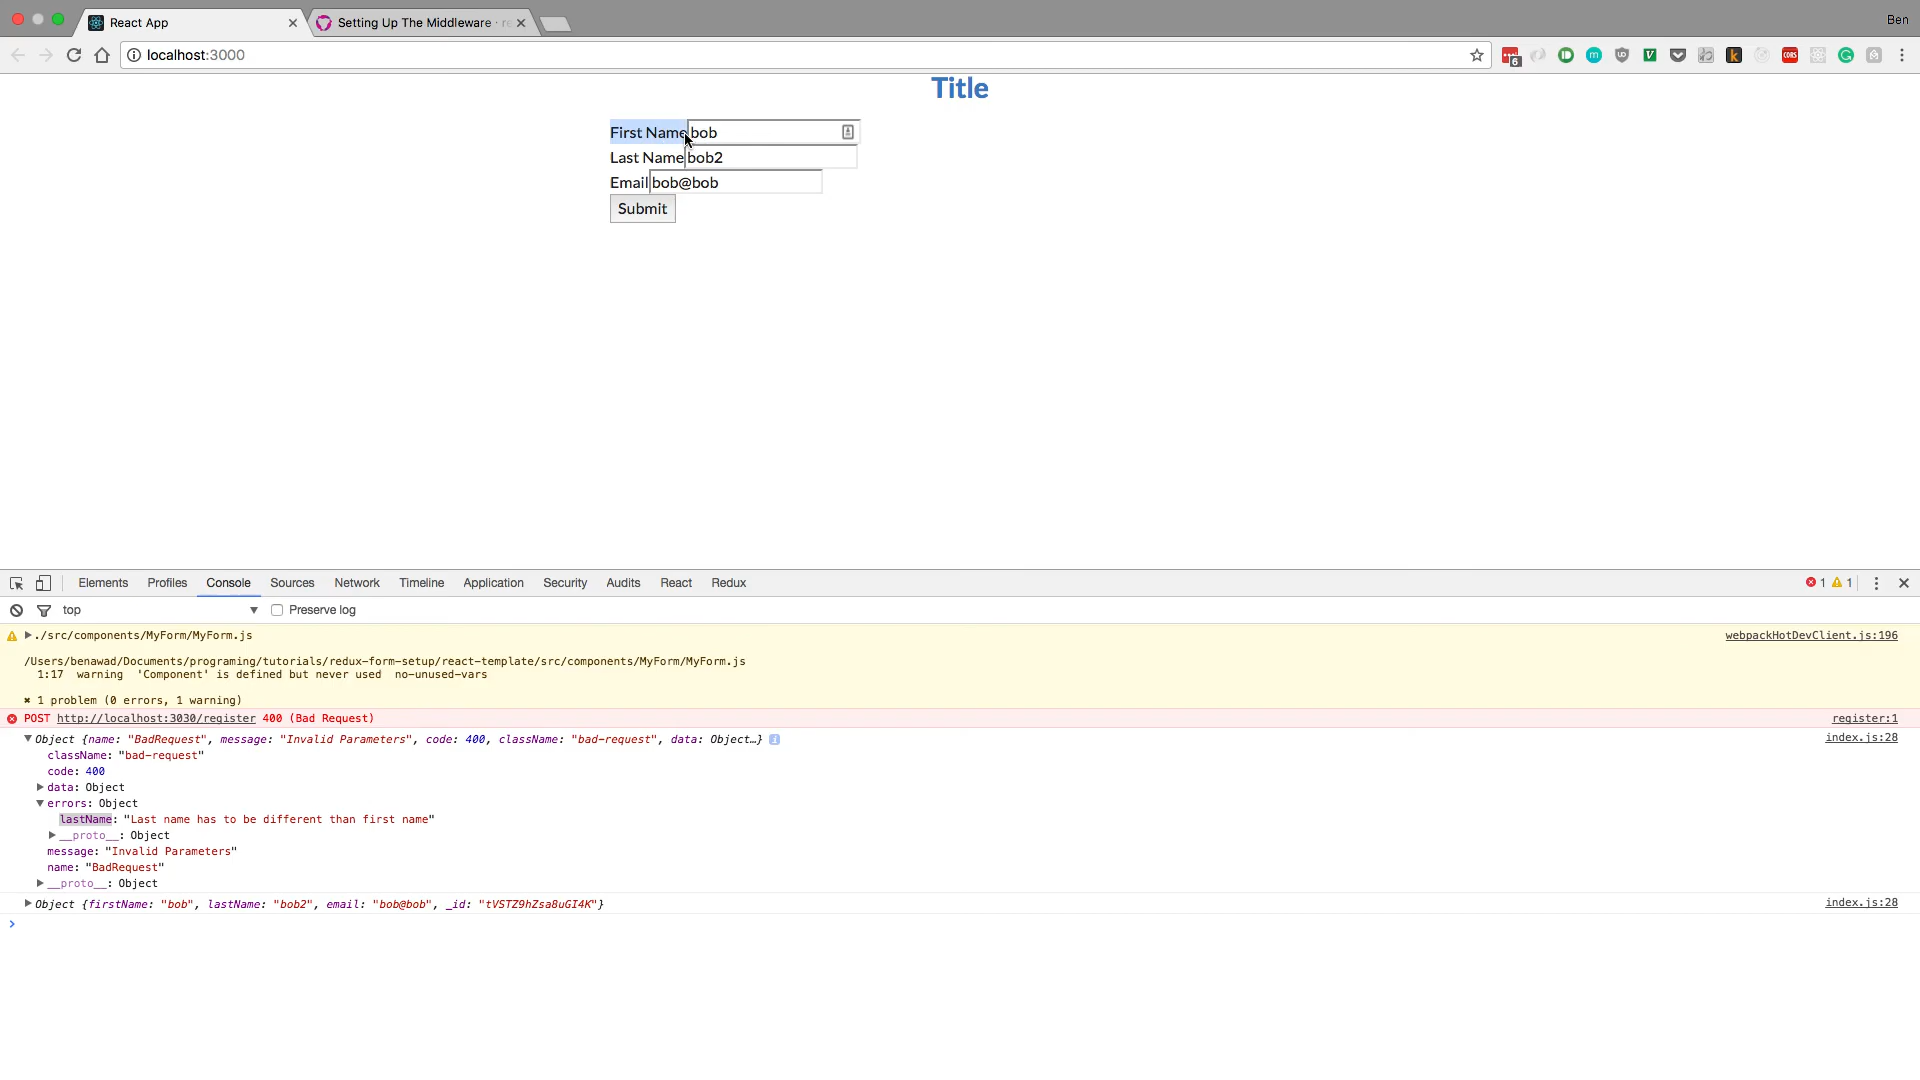 React App
Setting Up The Middleware · re
Ben
localhost:3000
6
CORS
Title
First Name bob
Last Name bob2
Email bob@bob
Submit
Elements Profiles Console Sources Network Timeline Application Security Audits React Redux 1 1
top Preserve log
./src/components/MyForm/MyForm.js webpackHotDevClient.js:196
/Users/benawad/Documents/programing/tutorials/redux-form-setup/react-template/src/components/MyForm/MyForm.js
1:17 warning 'Component' is defined but never used no-unused-vars
✖ 1 problem (0 errors, 1 warning)
POST http://localhost:3030/register 400 (Bad Request) register:1
Object {name: "BadRequest", message: "Invalid Parameters", code: 400, className: "bad-request", data: Object…} index.js:28
className: "bad-request"
code: 400
data: Object
errors: Object
lastName: "Last name has to be different than first name"
__proto__: Object
message: "Invalid Parameters"
name: "BadRequest"
__proto__: Object
Object {firstName: "bob", lastName: "bob2", email: "bob@bob", _id: "tVSTZ9hZsa8uGI4K"} index.js:28